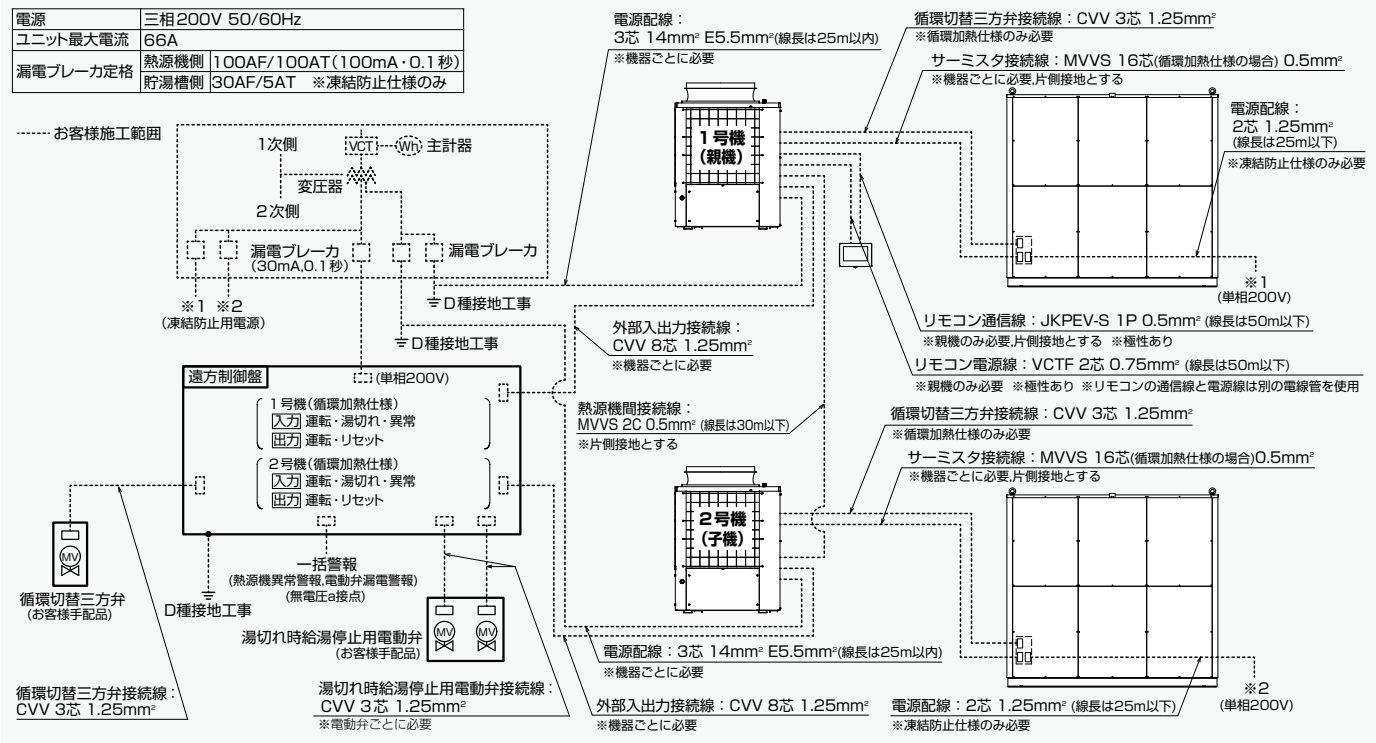 電源 三相200V 50/60Hz
ユニット最大電流 66A
漏電ブレーカ定格 熱源機側 100AF/100AT(100mA・0.1秒)
貯湯槽側 30AF/5AT ※凍結防止仕様のみ
お客様施工範囲
1次側
VCT
Wh 主計器
変圧器
2次側
漏電ブレーカ
(30mA,0.1秒)
漏電ブレーカ
※1 ※2
(凍結防止用電源)
D種接地工事
D種接地工事
電源配線:
3芯 14mm² E5.5mm²(線長は25m以内)
※機器ごとに必要
1号機
(親機)
循環切替三方弁接続線:CVV 3芯 1.25mm²
※循環加熱仕様のみ必要
サーミスタ接続線:MVVS 16芯(循環加熱仕様の場合) 0.5mm²
※機器ごとに必要,片側接地とする
電源配線:
2芯 1.25mm²
(線長は25m以下)
※凍結防止仕様のみ必要
※1
(単相200V)
外部入出力接続線:
CVV 8芯 1.25mm²
※機器ごとに必要
リモコン通信線:JKPEV-S 1P 0.5mm² (線長は50m以下)
※親機のみ必要,片側接地とする ※極性あり
リモコン電源線:VCTF 2芯 0.75mm² (線長は50m以下)
※親機のみ必要 ※極性あり ※リモコンの通信線と電源線は別の電線管を使用
遠方制御盤
(単相200V)
1号機(循環加熱仕様)
入力 運転・湯切れ・異常
出力 運転・リセット
2号機(循環加熱仕様)
入力 運転・湯切れ・異常
出力 運転・リセット
熱源機間接続線:
MVVS 2C 0.5mm² (線長は30m以下)
※片側接地とする
循環切替三方弁接続線:CVV 3芯 1.25mm²
※循環加熱仕様のみ必要
サーミスタ接続線:MVVS 16芯(循環加熱仕様の場合)0.5mm²
※機器ごとに必要,片側接地とする
2号機
(子機)
MV
循環切替三方弁
(お客様手配品)
D種接地工事
一括警報
(熱源機異常警報,電動弁漏電警報)
(無電圧a接点)
MV MV
湯切れ時給湯停止用電動弁
(お客様手配品)
循環切替三方弁接続線:
CVV 3芯 1.25mm²
湯切れ時給湯停止用電動弁接続線:
CVV 3芯 1.25mm²
※電動弁ごとに必要
電源配線:3芯 14mm² E5.5mm²(線長は25m以内)
※機器ごとに必要
外部入出力接続線:CVV 8芯 1.25mm²
※機器ごとに必要
電源配線:2芯 1.25mm² (線長は25m以下)
※凍結防止仕様のみ必要
※2
(単相200V)